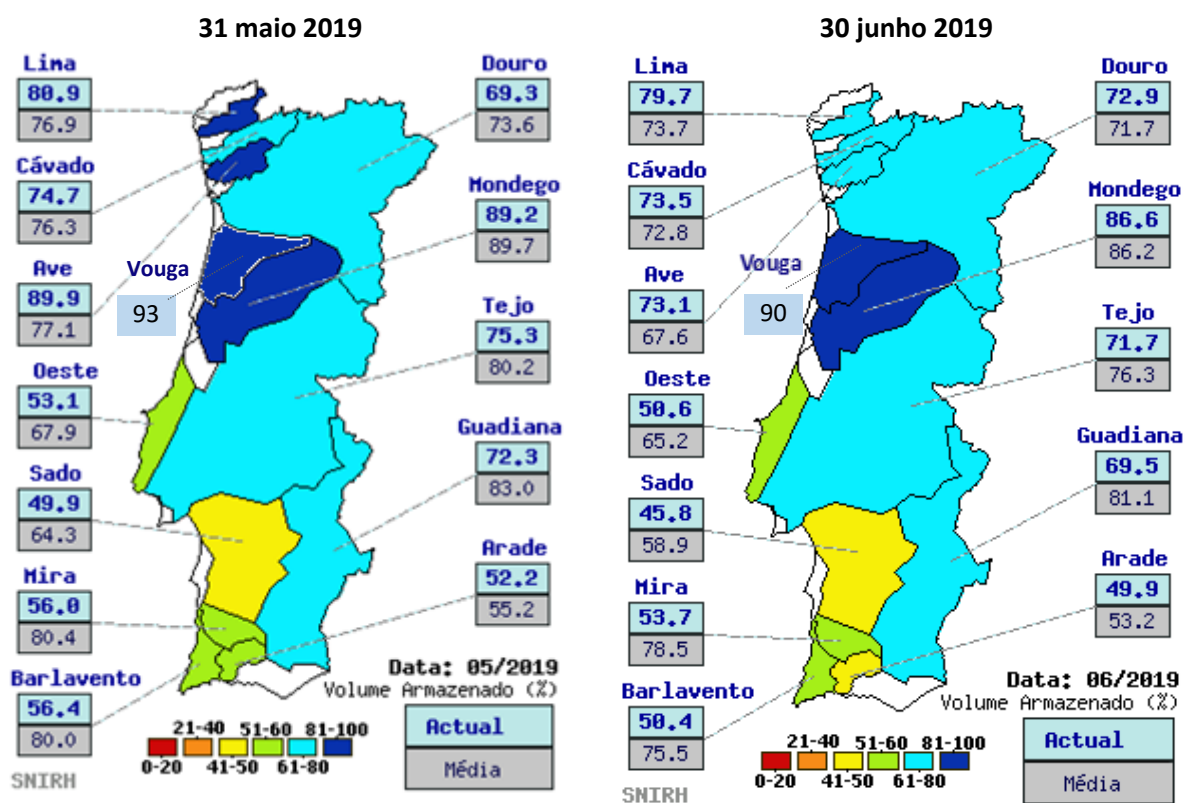 31 maio 2019
Lima
80.9
76.9
Douro
69.3
73.6
Cávado
74.7
76.3
Mondego
89.2
89.7
Ave
89.9
77.1
Vouga
93
Tejo
75.3
80.2
Oeste
53.1
67.9
Guadiana
72.3
83.0
Sado
49.9
64.3
Arade
52.2
55.2
Mira
56.0
80.4
Barlavento
56.4
80.0
Data: 05/2019
Volume Armazenado (%)
Actual
Média
21-40 51-60 81-100
0-20 41-50 61-80
SNIRH
30 junho 2019
Lima
79.7
73.7
Douro
72.9
71.7
Cávado
73.5
72.8
Mondego
86.6
86.2
Ave
73.1
67.6
Vouga
90
Tejo
71.7
76.3
Oeste
50.6
65.2
Guadiana
69.5
81.1
Sado
45.8
58.9
Arade
49.9
53.2
Mira
53.7
78.5
Barlavento
50.4
75.5
Data: 06/2019
Volume Armazenado (%)
Actual
Média
21-40 51-60 81-100
0-20 41-50 61-80
SNIRH